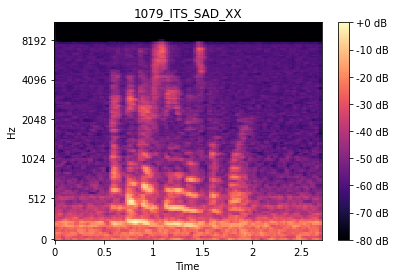 1079_ITS_SAD_XX
+0 dB
8192
-10 dB
4096
-20 dB
-30 dB
2048
-40 dB
Hz
1024
-50 dB
512
-60 dB
-70 dB
0
-80 dB
0 0.5 1 1.5 2 2.5
Time